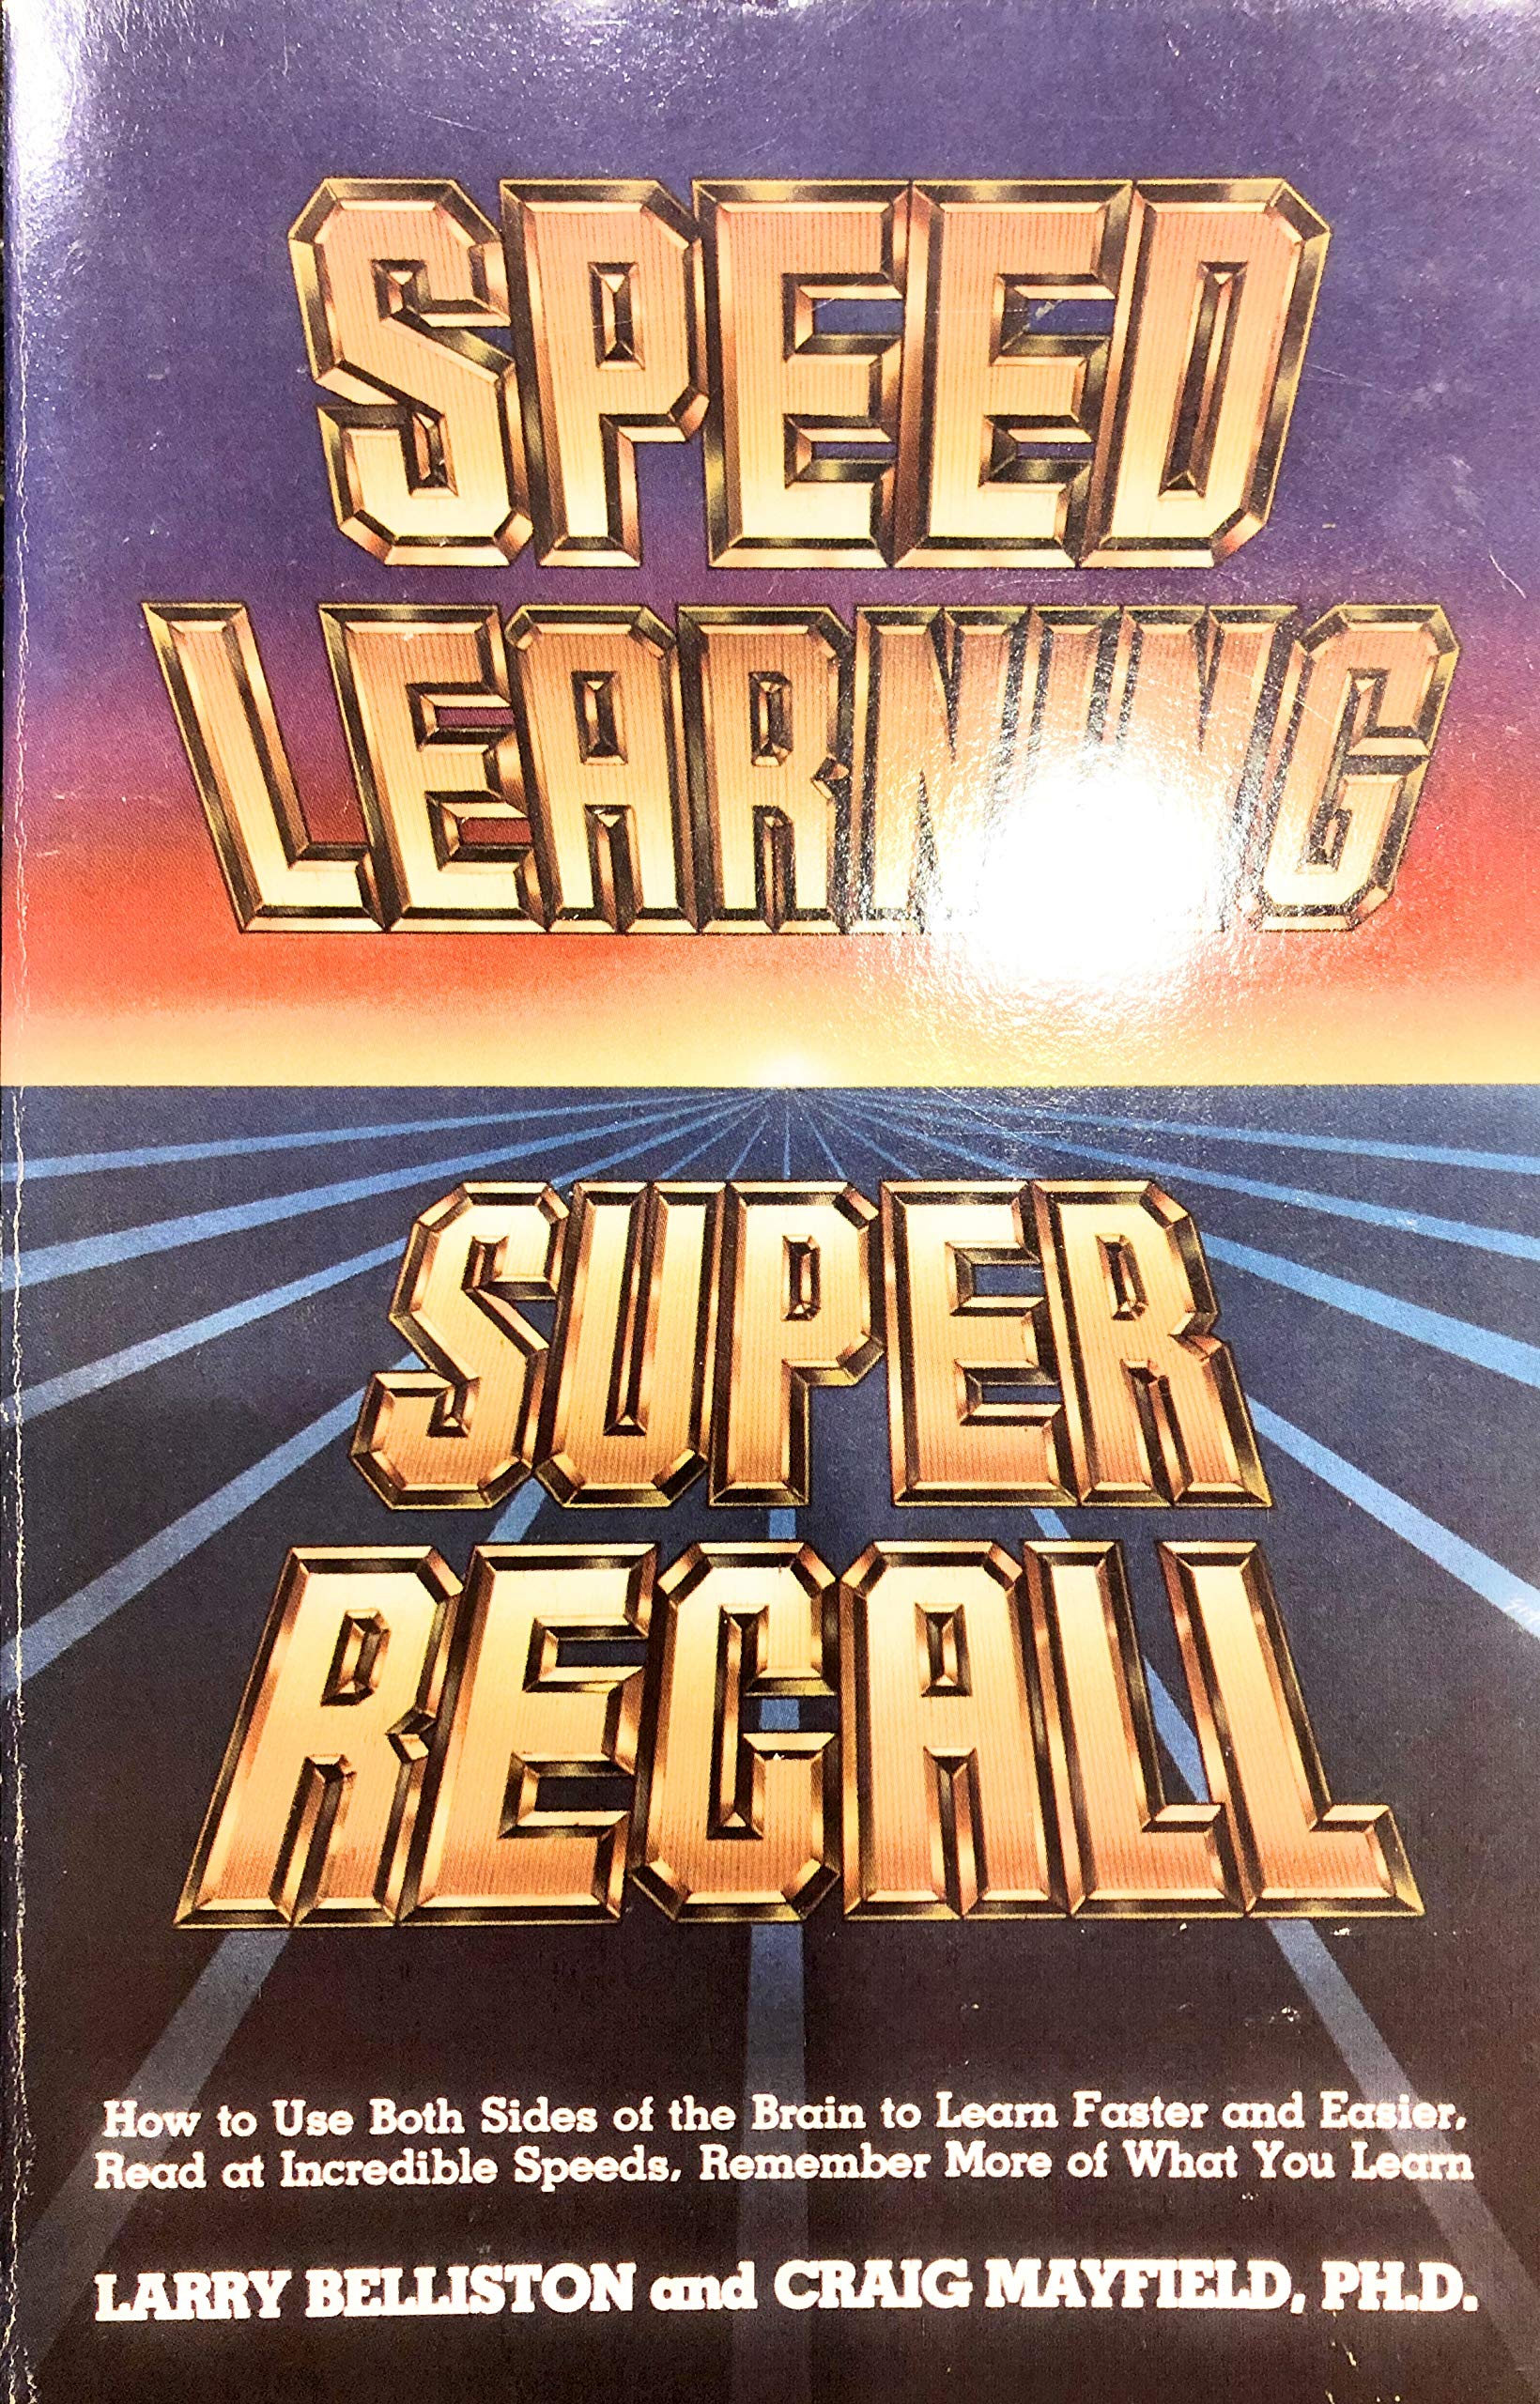 SPEED
LEARNING
SUPER
RECALL
How to Use Both Sides of the Brain to Learn Faster and Easier,
Read at Incredible Speeds, Remember More of What You Learn
LARRY BELLISTON and CRAIG MAYFIELD, PH.D.